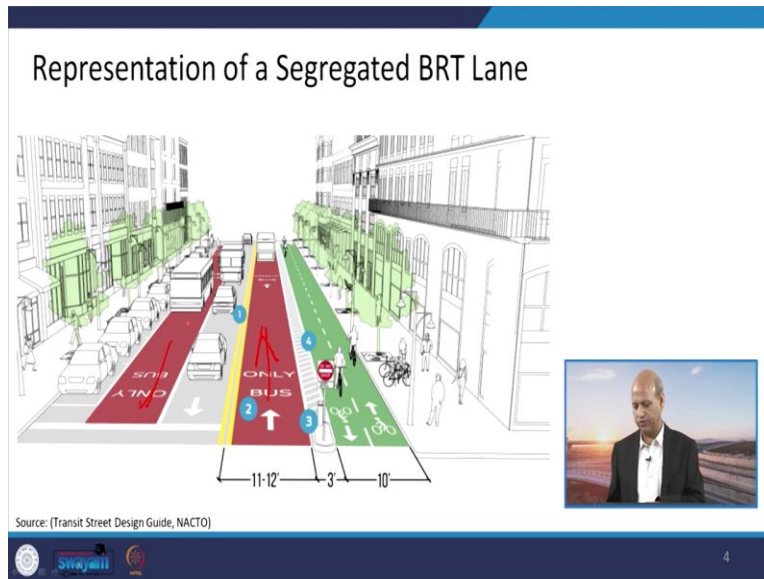 Representation of a Segregated BRT Lane
BUS
ONLY
ONLY
BUS
1
2
3
4
11-12'
3'
10'
Source: (Transit Street Design Guide, NACTO)
swayam
4